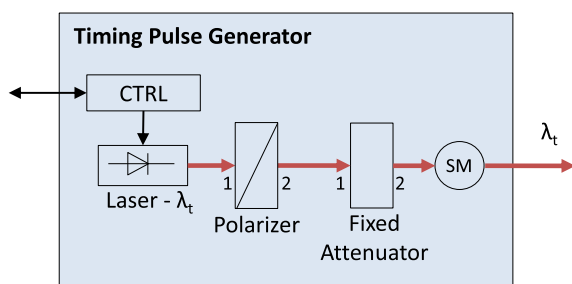 Timing Pulse Generator
CTRL
λt
1
2
1
2
SM
Laser - λt
Polarizer
Fixed
Attenuator